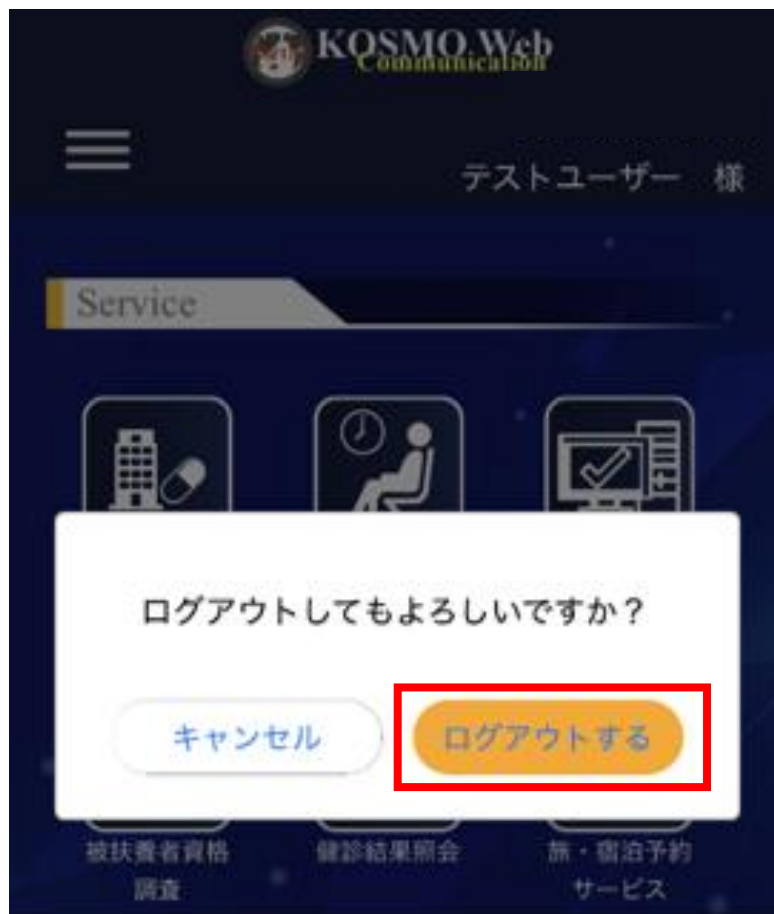 KOSMO Web
Communication
テストユーザー 様
Service
ログアウトしてもよろしいですか？
キャンセル
ログアウトする
被扶養者資格
調査
健診結果照会
旅・宿泊予約
サービス